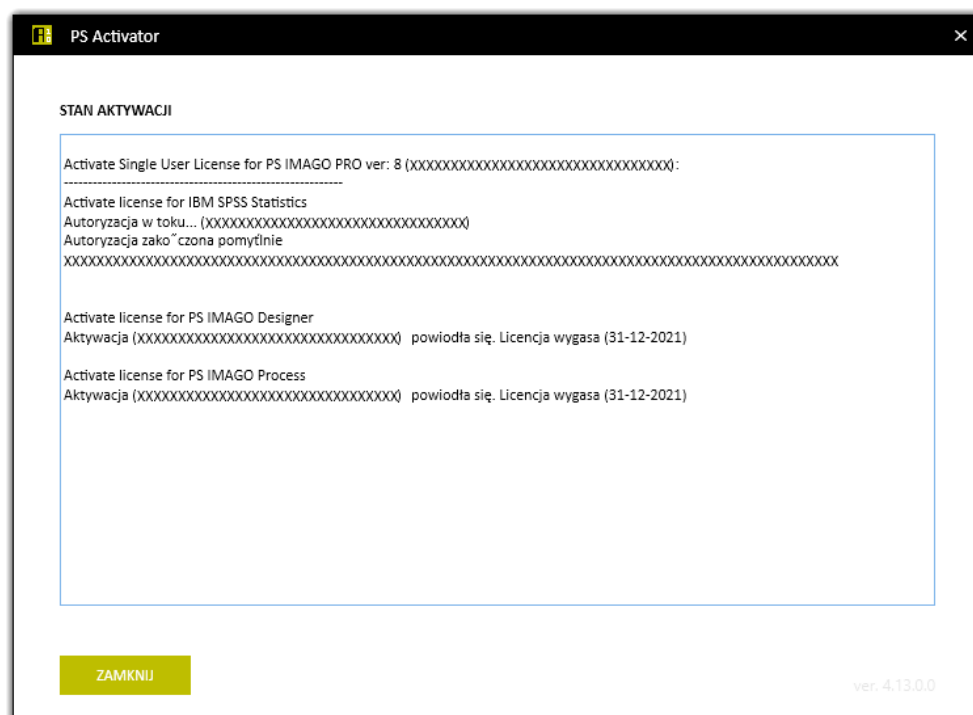 PS Activator
STAN AKTYWACJI
Activate Single User License for PS IMAGO PRO ver: 8 (XXXXXXXXXXXXXXXXXXXXXXXXXXXXXXXX):
----------------------------------------------------------
Activate license for IBM SPSS Statistics
Autoryzacja w toku... (XXXXXXXXXXXXXXXXXXXXXXXXXXXXXXXX)
Autoryzacja zako˝czona pomyťlnie
XXXXXXXXXXXXXXXXXXXXXXXXXXXXXXXXXXXXXXXXXXXXXXXXXXXXXXXXXXXXXXXXXXXXXXXXXXXXXXXXXXXXXXXXXXXXXXX
Activate license for PS IMAGO Designer
Aktywacja (XXXXXXXXXXXXXXXXXXXXXXXXXXXXXXXX) powiodła się. Licencja wygasa (31-12-2021)
Activate license for PS IMAGO Process
Aktywacja (XXXXXXXXXXXXXXXXXXXXXXXXXXXXXXXX) powiodła się. Licencja wygasa (31-12-2021)
ZAMKNIJ
ver. 4.13.0.0